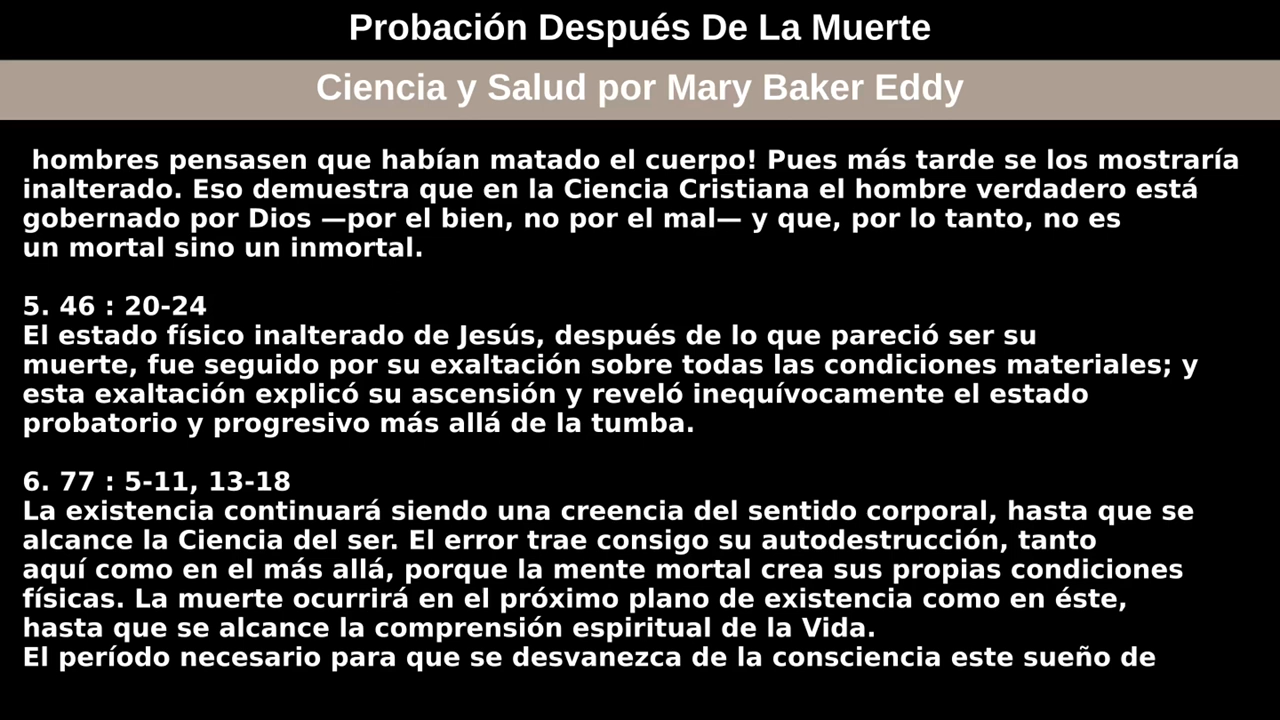 Probación Después De La Muerte
Ciencia y Salud por Mary Baker Eddy
hombres pensasen que habían matado el cuerpo! Pues más tarde se los mostraría
inalterado. Eso demuestra que en la Ciencia Cristiana el hombre verdadero está
gobernado por Dios —por el bien, no por el mal— y que, por lo tanto, no es
un mortal sino un inmortal.
5. 46 : 20-24
El estado físico inalterado de Jesús, después de lo que pareció ser su
muerte, fue seguido por su exaltación sobre todas las condiciones materiales; y
esta exaltación explicó su ascensión y reveló inequívocamente el estado
probatorio y progresivo más allá de la tumba.
6. 77 : 5-11, 13-18
La existencia continuará siendo una creencia del sentido corporal, hasta que se
alcance la Ciencia del ser. El error trae consigo su autodestrucción, tanto
aquí como en el más allá, porque la mente mortal crea sus propias condiciones
físicas. La muerte ocurrirá en el próximo plano de existencia como en éste,
hasta que se alcance la comprensión espiritual de la Vida.
El período necesario para que se desvanezca de la consciencia este sueño de